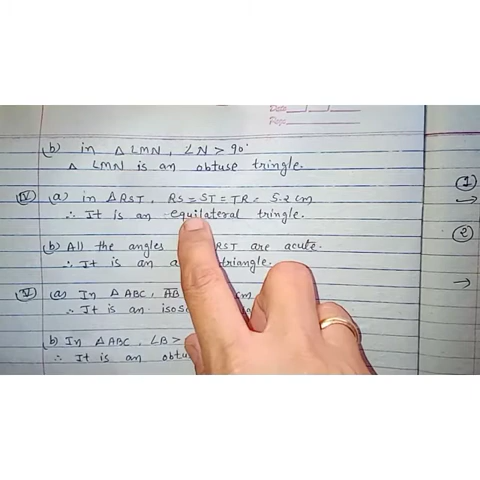 Date
Page
(b) in △ LMN, ∠N > 90°
△ LMN is an obtuse tringle.
(IV) (a) in △RST, RS = ST = TR = 5.2 cm
∴ It is an equilateral tringle.
(b) All the angles RST are acute.
∴ It is an a triangle.
(V) (a) In △ ABC, AB cm
∴ It is an isos
(b) In △ABC, ∠B >
∴ It is an obtu
(1)
→
(2)
→